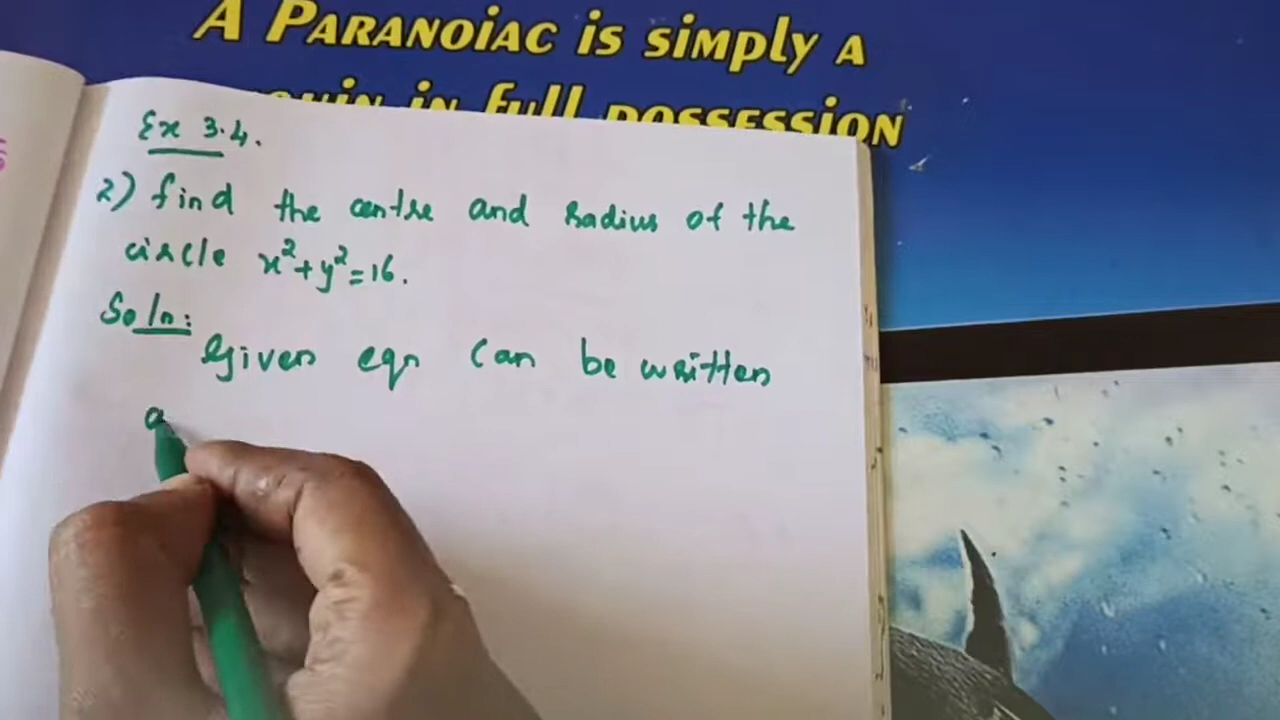 A PARANOiAC is simply A
in full possession
Ex 3.4.
2) find the centre and radius of the
circle x²+y²=16.
Soln:
Given eqn can be written
a